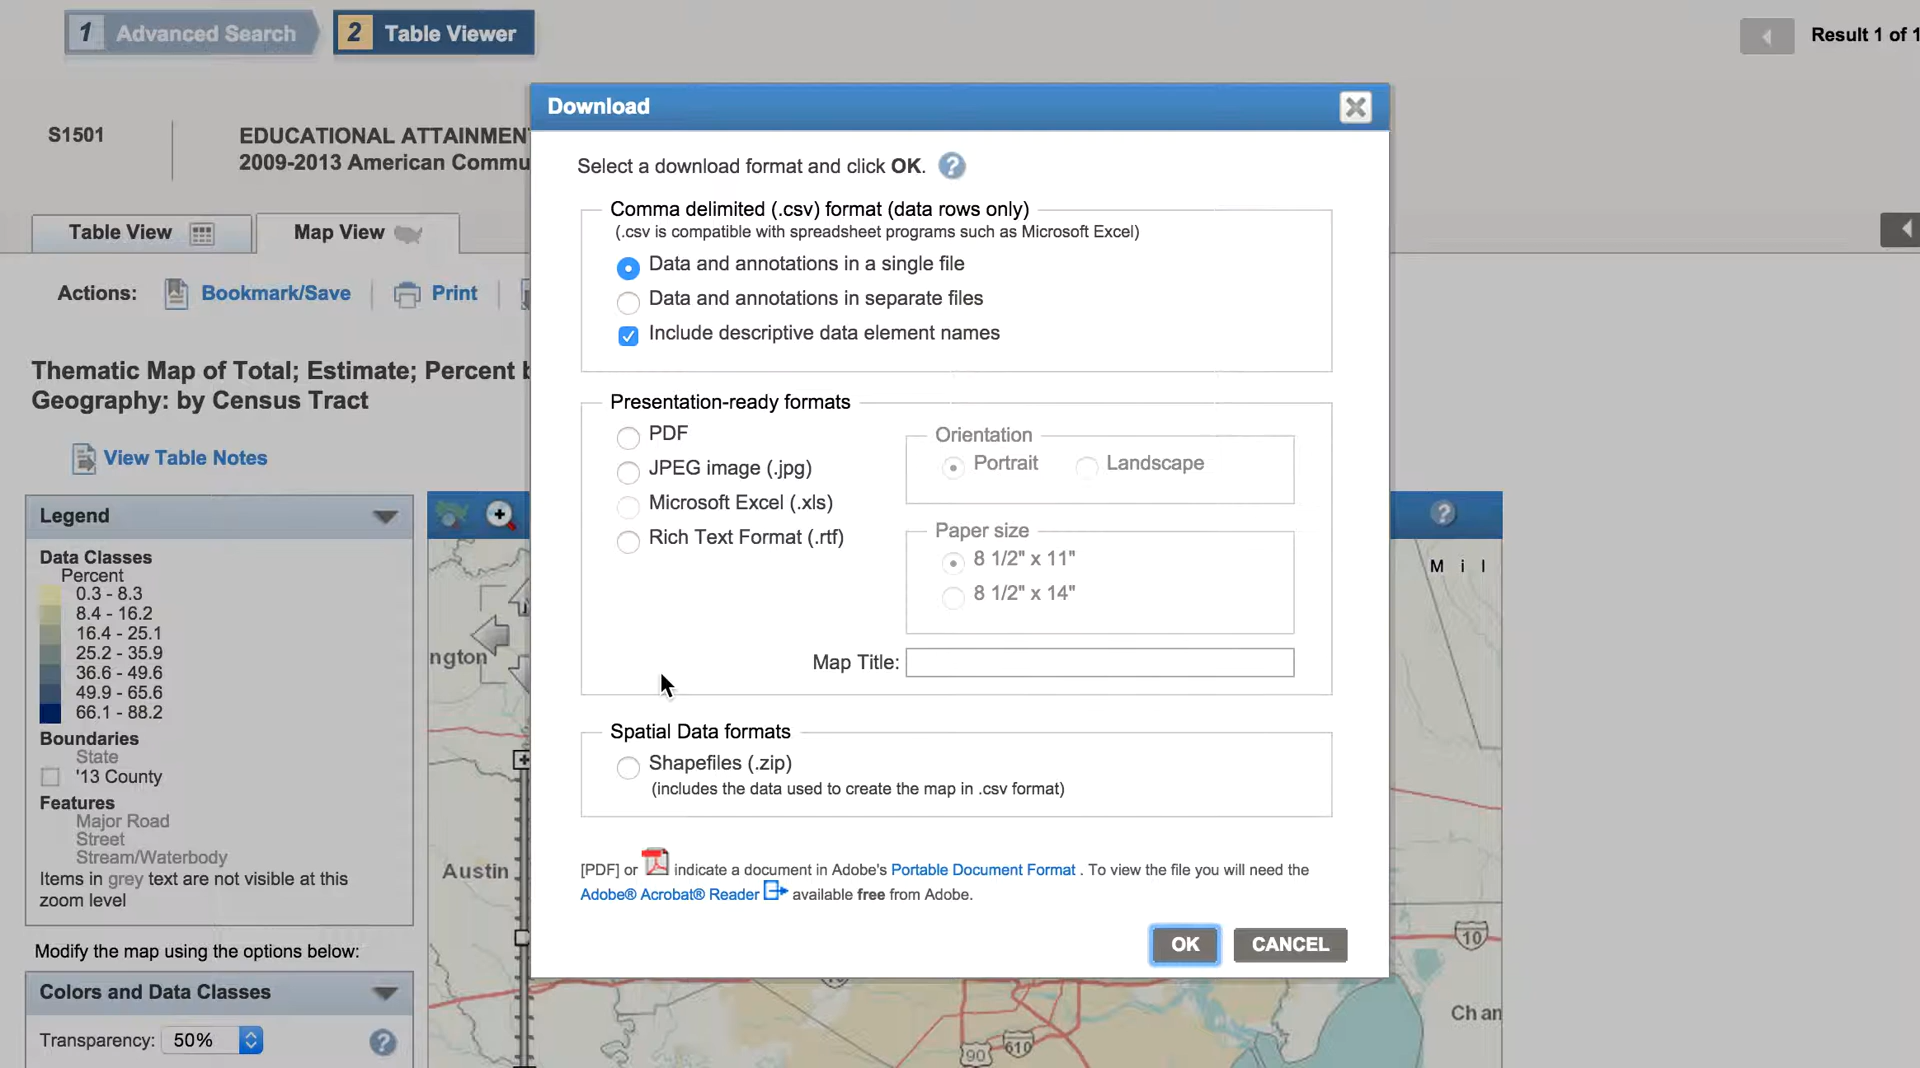 1 Advanced Search
2 Table Viewer
Result 1 of 1
Download
S1501
EDUCATIONAL ATTAINMEN
2009-2013 American Commu
Select a download format and click OK. ?
Comma delimited (.csv) format (data rows only)
(.csv is compatible with spreadsheet programs such as Microsoft Excel)
Data and annotations in a single file
Data and annotations in separate files
Include descriptive data element names
Table View
Map View
Actions: Bookmark/Save Print
Thematic Map of Total; Estimate; Percent b
Geography: by Census Tract
View Table Notes
Presentation-ready formats
PDF
JPEG image (.jpg)
Microsoft Excel (.xls)
Rich Text Format (.rtf)
Orientation
Portrait Landscape
Paper size
8 1/2" x 11"
8 1/2" x 14"
Map Title:
Legend
Data Classes
Percent
0.3 - 8.3
8.4 - 16.2
16.4 - 25.1
25.2 - 35.9
36.6 - 49.6
49.9 - 65.6
66.1 - 88.2
Boundaries
State
'13 County
Features
Major Road
Street
Stream/Waterbody
Items in grey text are not visible at this
zoom level
?
Mil
ngton
Austin
Spatial Data formats
Shapefiles (.zip)
(includes the data used to create the map in .csv format)
[PDF] or indicate a document in Adobe's Portable Document Format . To view the file you will need the
Adobe® Acrobat® Reader available free from Adobe.
OK CANCEL
Modify the map using the options below:
Colors and Data Classes
Transparency: 50% ?
10
Chan
90
610